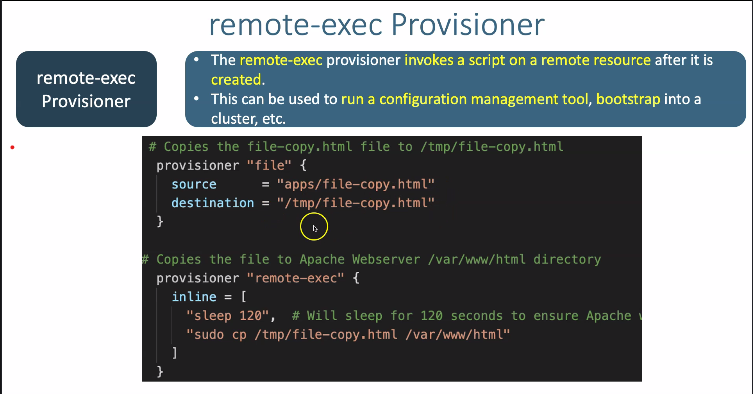 remote-exec Provisioner
remote-exec
Provisioner
• The remote-exec provisioner invokes a script on a remote resource after it is
created.
• This can be used to run a configuration management tool, bootstrap into a
cluster, etc.
# Copies the file-copy.html file to /tmp/file-copy.html
provisioner "file" {
source      = "apps/file-copy.html"
destination = "/tmp/file-copy.html"
}
# Copies the file to Apache Webserver /var/www/html directory
provisioner "remote-exec" {
inline = [
"sleep 120",  # Will sleep for 120 seconds to ensure Apache
"sudo cp /tmp/file-copy.html /var/www/html"
]
}